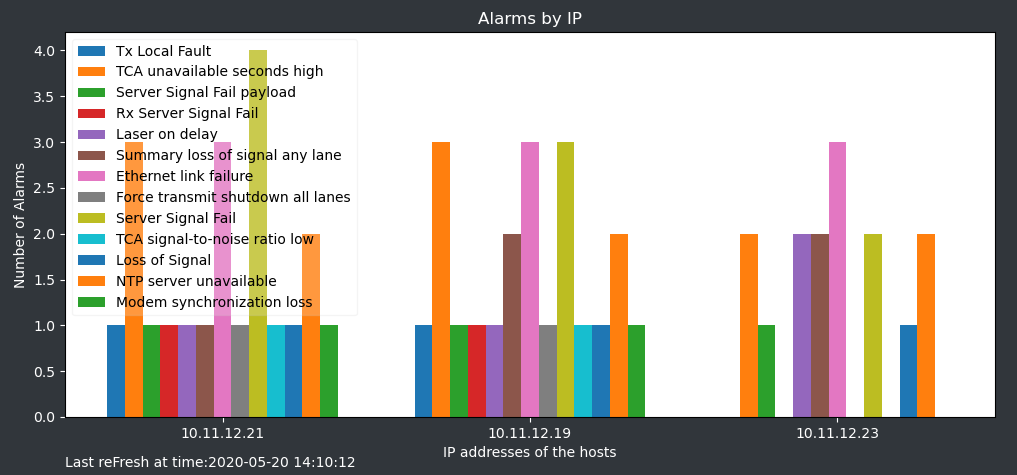 Alarms by IP
Number of Alarms
4.0
3.5
3.0
2.5
2.0
1.5
1.0
0.5
0.0
Tx Local Fault
TCA unavailable seconds high
Server Signal Fail payload
Rx Server Signal Fail
Laser on delay
Summary loss of signal any lane
Ethernet link failure
Force transmit shutdown all lanes
Server Signal Fail
TCA signal-to-noise ratio low
Loss of Signal
NTP server unavailable
Modem synchronization loss
10.11.12.21
10.11.12.19
10.11.12.23
IP addresses of the hosts
Last reFresh at time:2020-05-20 14:10:12